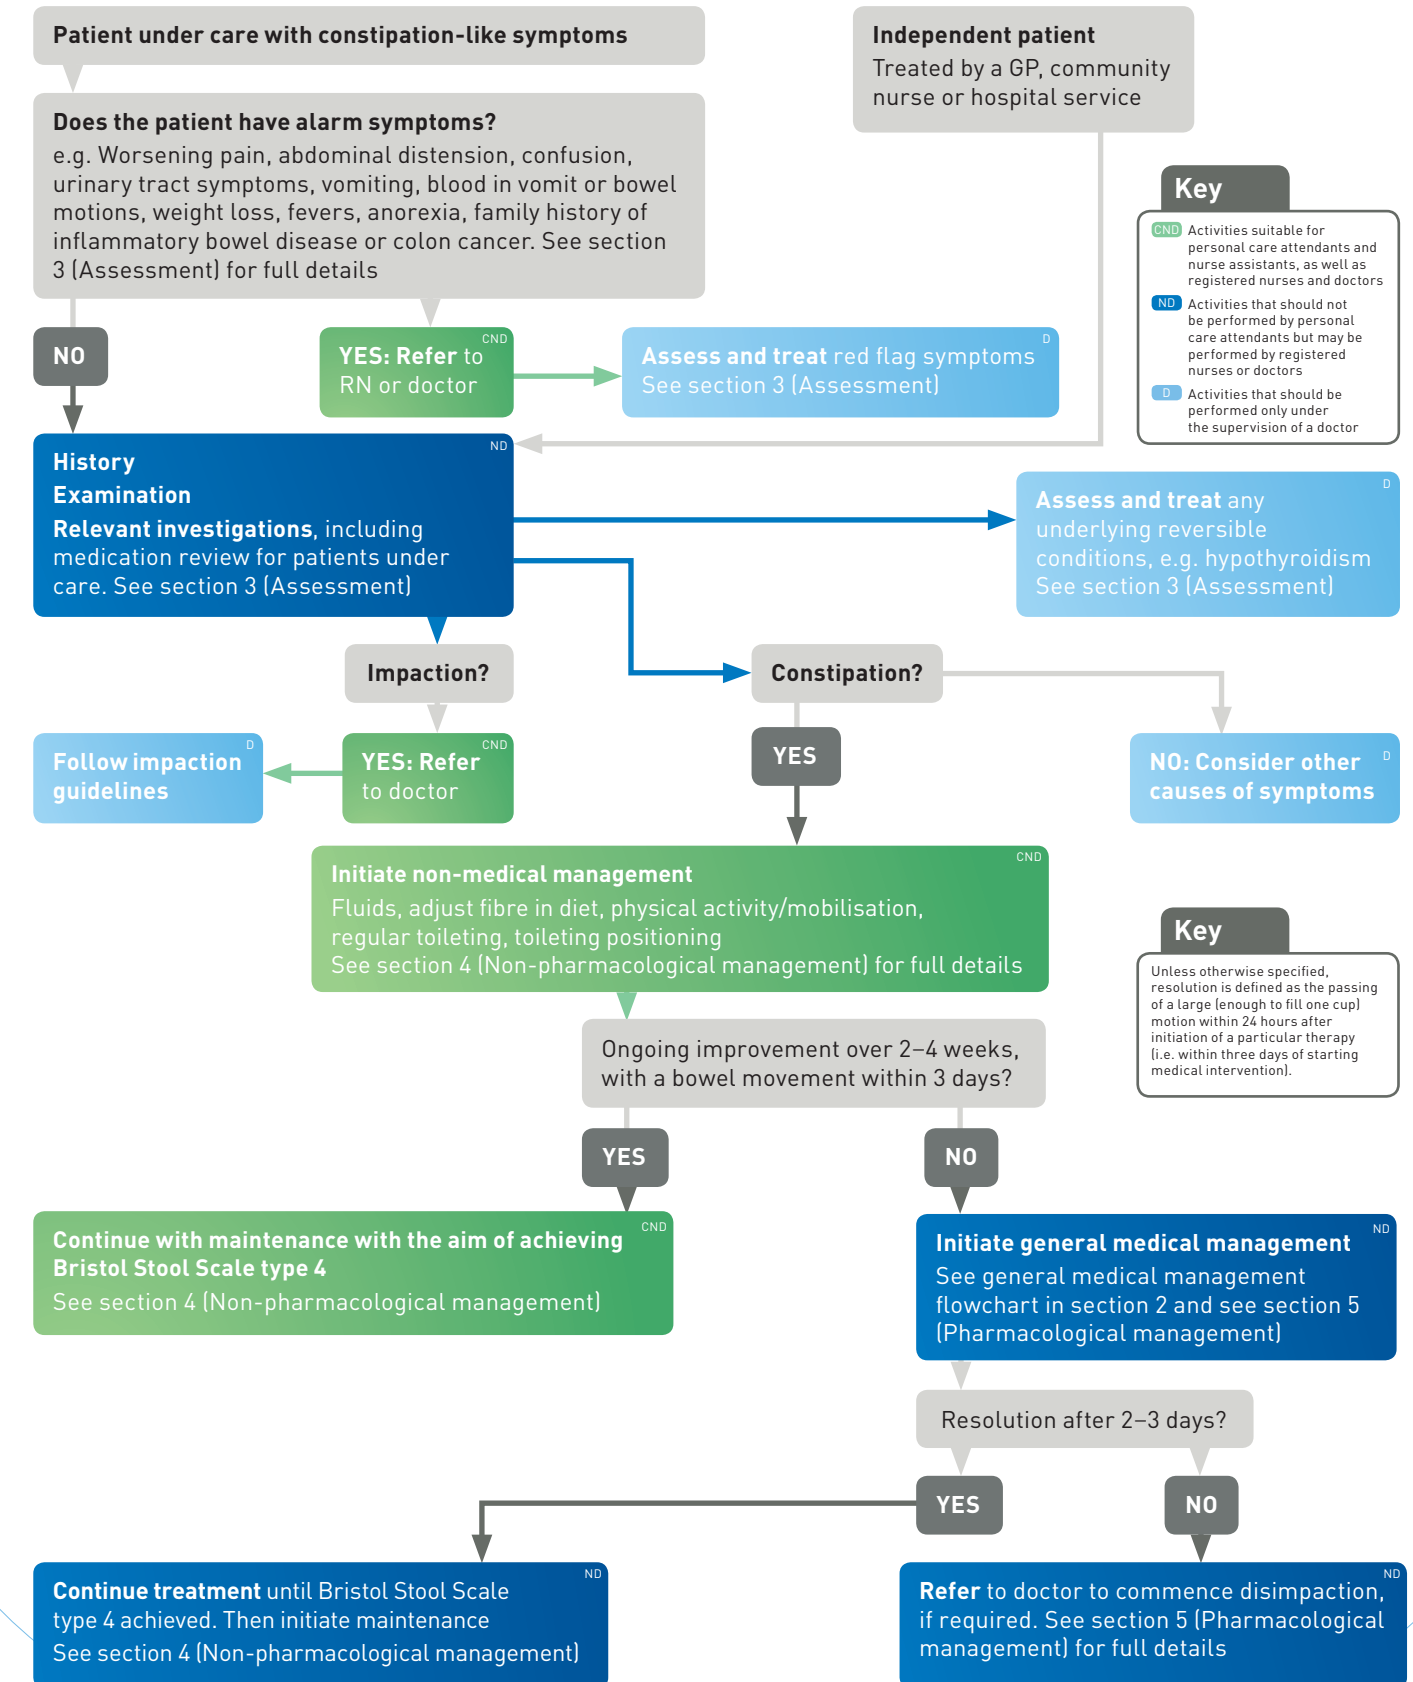 Patient under care with constipation-like symptoms
Independent patient
Treated by a GP, community
nurse or hospital service
Does the patient have alarm symptoms?
e.g. Worsening pain, abdominal distension, confusion,
urinary tract symptoms, vomiting, blood in vomit or bowel
motions, weight loss, fevers, anorexia, family history of
inflammatory bowel disease or colon cancer. See section
3 (Assessment) for full details
Key
CND Activities suitable for
personal care attendants and
nurse assistants, as well as
registered nurses and doctors
ND Activities that should not
be performed by personal
care attendants but may be
performed by registered
nurses or doctors
D Activities that should be
performed only under
the supervision of a doctor
NO
CND
YES: Refer to
RN or doctor
D
Assess and treat red flag symptoms
See section 3 (Assessment)
ND
History
Examination
Relevant investigations, including
medication review for patients under
care. See section 3 (Assessment)
D
Assess and treat any
underlying reversible
conditions, e.g. hypothyroidism
See section 3 (Assessment)
Impaction?
Constipation?
D
Follow impaction
guidelines
CND
YES: Refer
to doctor
YES
D
NO: Consider other
causes of symptoms
CND
Initiate non-medical management
Fluids, adjust fibre in diet, physical activity/mobilisation,
regular toileting, toileting positioning
See section 4 (Non-pharmacological management) for full details
Key
Unless otherwise specified,
resolution is defined as the passing
of a large (enough to fill one cup)
motion within 24 hours after
initiation of a particular therapy
(i.e. within three days of starting
medical intervention).
Ongoing improvement over 2–4 weeks,
with a bowel movement within 3 days?
YES
NO
CND
Continue with maintenance with the aim of achieving
Bristol Stool Scale type 4
See section 4 (Non-pharmacological management)
ND
Initiate general medical management
See general medical management
flowchart in section 2 and see section 5
(Pharmacological management)
Resolution after 2–3 days?
YES
NO
ND
Continue treatment until Bristol Stool Scale
type 4 achieved. Then initiate maintenance
See section 4 (Non-pharmacological management)
ND
Refer to doctor to commence disimpaction,
if required. See section 5 (Pharmacological
management) for full details